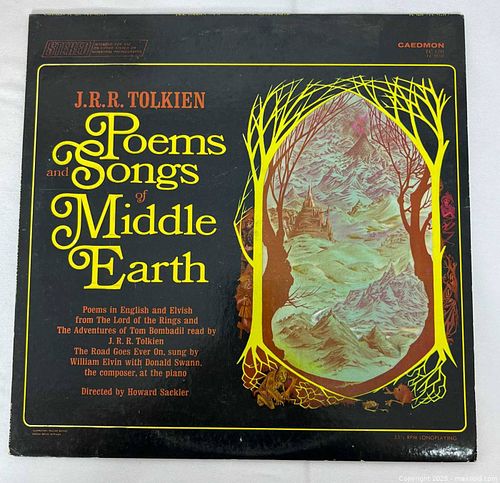 STEREO
CAEDMON
J.R.R. TOLKIEN
Poems
and Songs
of
Middle
Earth
Poems in English and Elvish
from The Lord of the Rings and
The Adventures of Tom Bombadil read by
J. R. R. Tolkien
The Road Goes Ever On, sung by
William Elvin with Donald Swann,
the composer, at the piano
Directed by Howard Sackler
33⅓ RPM LONGPLAYING